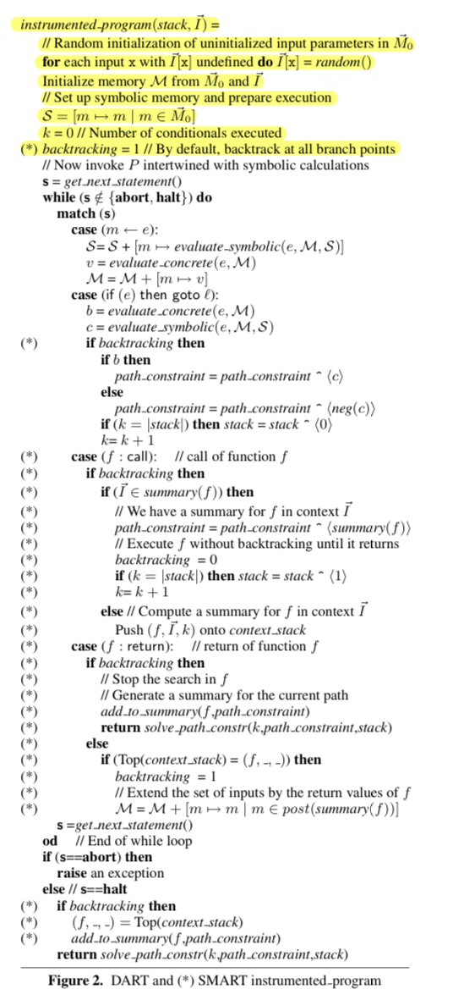 instrumented_program(stack, I⃗) =
// Random initialization of uninitialized input parameters in M⃗₀
for each input x with I⃗[x] undefined do I⃗[x] = random()
Initialize memory ℳ from M⃗₀ and I⃗
// Set up symbolic memory and prepare execution
𝒮 = [m ↦ m | m ∈ M⃗₀]
k = 0 // Number of conditionals executed
(*) backtracking = 1 // By default, backtrack at all branch points
// Now invoke P intertwined with symbolic calculations
s = get_next_statement()
while (s ∉ {abort, halt}) do
match (s)
case (m ← e):
𝒮= 𝒮 + [m ↦ evaluate_symbolic(e, ℳ, 𝒮)]
v = evaluate_concrete(e, ℳ)
ℳ = ℳ + [m ↦ v]
case (if (e) then goto ℓ):
b = evaluate_concrete(e, ℳ)
c = evaluate_symbolic(e, ℳ, 𝒮)
(*) if backtracking then
if b then
path_constraint = path_constraint ^ ⟨c⟩
else
path_constraint = path_constraint ^ ⟨neg(c)⟩
if (k = |stack|) then stack = stack ^ ⟨0⟩
k= k + 1
(*) case (f : call): // call of function f
(*) if backtracking then
(*) if (I⃗ ∈ summary(f)) then
(*) // We have a summary for f in context I⃗
(*) path_constraint = path_constraint ^ ⟨summary(f)⟩
(*) // Execute f without backtracking until it returns
(*) backtracking = 0
(*) if (k = |stack|) then stack = stack ^ ⟨1⟩
(*) k= k + 1
(*) else // Compute a summary for f in context I⃗
(*) Push (f, I⃗, k) onto context_stack
(*) case (f : return): // return of function f
(*) if backtracking then
(*) // Stop the search in f
(*) // Generate a summary for the current path
(*) add_to_summary(f,path_constraint)
(*) return solve_path_constr(k,path_constraint,stack)
(*) else
(*) if (Top(context_stack) = (f, _, _)) then
(*) backtracking = 1
(*) // Extend the set of inputs by the return values of f
(*) ℳ = ℳ + [m ↦ m | m ∈ post(summary(f))]
s =get_next_statement()
od // End of while loop
if (s==abort) then
raise an exception
else // s==halt
(*) if backtracking then
(*) (f, _, _) = Top(context_stack)
(*) add_to_summary(f,path_constraint)
return solve_path_constr(k,path_constraint,stack)
Figure 2. DART and (*) SMART instrumented_program